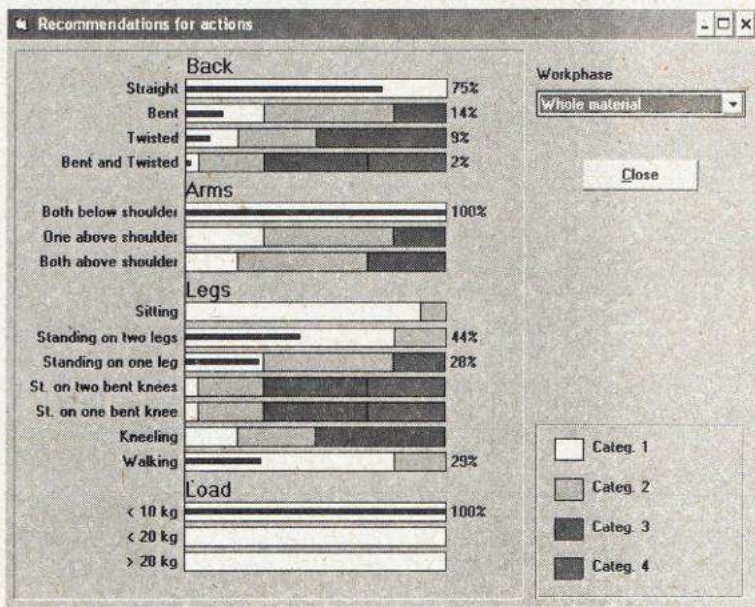 Recommendations for actions
Back
Straight 75%
Bent 14%
Twisted 9%
Bent and Twisted 2%
Arms
Both below shoulder 100%
One above shoulder
Both above shoulder
Legs
Sitting
Standing on two legs 44%
Standing on one leg 28%
St. on two bent knees
St. on one bent knee
Kneeling
Walking 29%
Load
< 10 kg 100%
< 20 kg
> 20 kg
Workphase
Whole material
Close
Categ. 1
Categ. 2
Categ. 3
Categ. 4